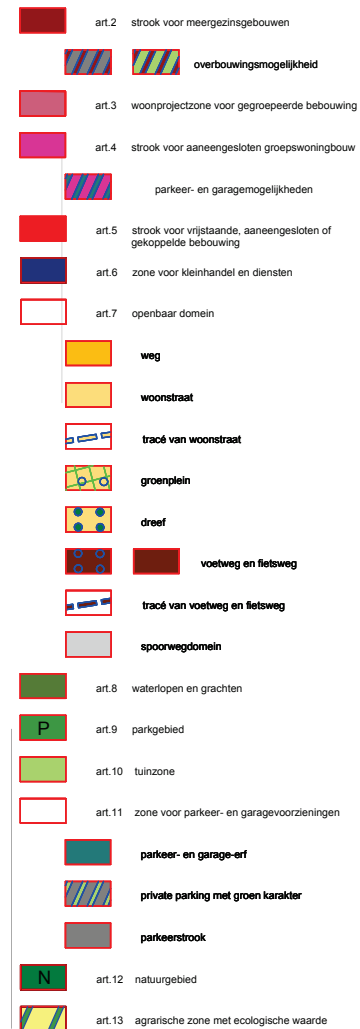 art.2 strook voor meergezinsgebouwen
overbouwingsmogelijkheid
art.3 woonprojectzone voor gegroepeerde bebouwing
art.4 strook voor aaneengesloten groepswoningbouw
parkeer- en garagemogelijkheden
art.5 strook voor vrijstaande, aaneengesloten of
gekoppelde bebouwing
art.6 zone voor kleinhandel en diensten
art.7 openbaar domein
weg
woonstraat
tracé van woonstraat
groenplein
dreef
voetweg en fietsweg
tracé van voetweg en fietsweg
spoorwegdomein
art.8 waterlopen en grachten
P art.9 parkgebied
art.10 tuinzone
art.11 zone voor parkeer- en garagevoorzieningen
parkeer- en garage-erf
private parking met groen karakter
parkeerstrook
N art.12 natuurgebied
art.13 agrarische zone met ecologische waarde